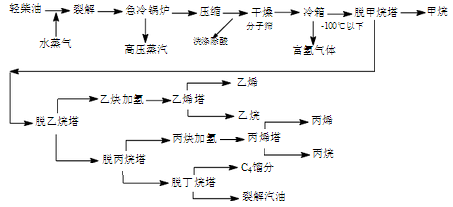 轻柴油 裂解 急冷锅炉 压缩 干燥 冷箱 脱甲烷塔 甲烷
分子筛 -100℃以下
水蒸气 高压蒸汽 洗涤脲酸 富氢气体
乙烯
乙炔加氢 乙烯塔
脱乙烷塔 乙烷
丙炔加氢 丙烯塔 丙烯
脱丙烷塔 丙烷
C₄馏分
脱丁烷塔
裂解汽油